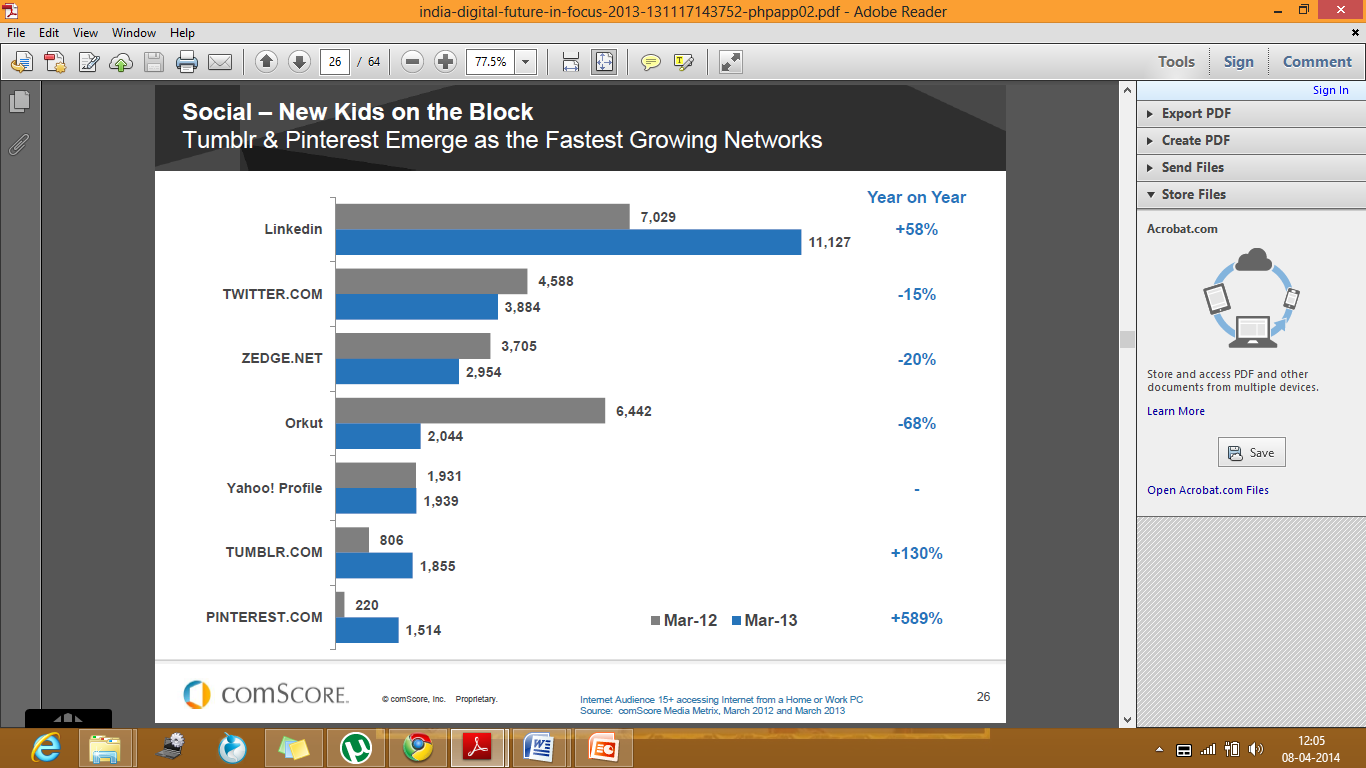 india-digital-future-in-focus-2013-131117143752-phpapp02.pdf - Adobe Reader
File Edit View Window Help
26 / 64 77.5% Tools Sign Comment
Sign In
Export PDF
Create PDF
Send Files
Store Files
Acrobat.com
Store and access PDF and other
documents from multiple devices.
Learn More
Save
Open Acrobat.com Files
Social – New Kids on the Block
Tumblr & Pinterest Emerge as the Fastest Growing Networks
Year on Year
Linkedin 7,029 11,127 +58%
TWITTER.COM 4,588 3,884 -15%
ZEDGE.NET 3,705 2,954 -20%
Orkut 6,442 2,044 -68%
Yahoo! Profile 1,931 1,939 -
TUMBLR.COM 806 1,855 +130%
PINTEREST.COM 220 1,514 +589%
Mar-12 Mar-13
comScore. © comScore, Inc. Proprietary.
Internet Audience 15+ accessing Internet from a Home or Work PC
Source: comScore Media Metrix, March 2012 and March 2013
26
12:05
08-04-2014